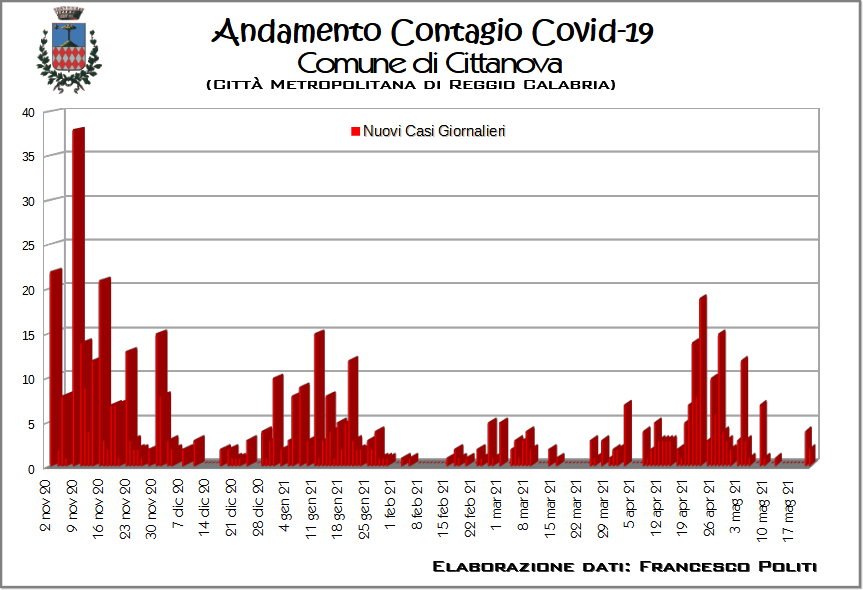 Andamento Contagio Covid-19
Comune di Cittanova
(Città Metropolitana di Reggio Calabria)
Nuovi Casi Giornalieri
40
35
30
25
20
15
10
5
0
2 nov 20
9 nov 20
16 nov 20
23 nov 20
30 nov 20
7 dic 20
14 dic 20
21 dic 20
28 dic 20
4 gen 21
11 gen 21
18 gen 21
25 gen 21
1 feb 21
8 feb 21
15 feb 21
22 feb 21
1 mar 21
8 mar 21
15 mar 21
22 mar 21
29 mar 21
5 apr 21
12 apr 21
19 apr 21
26 apr 21
3 mag 21
10 mag 21
17 mag 21
Elaborazione dati: Francesco Politi